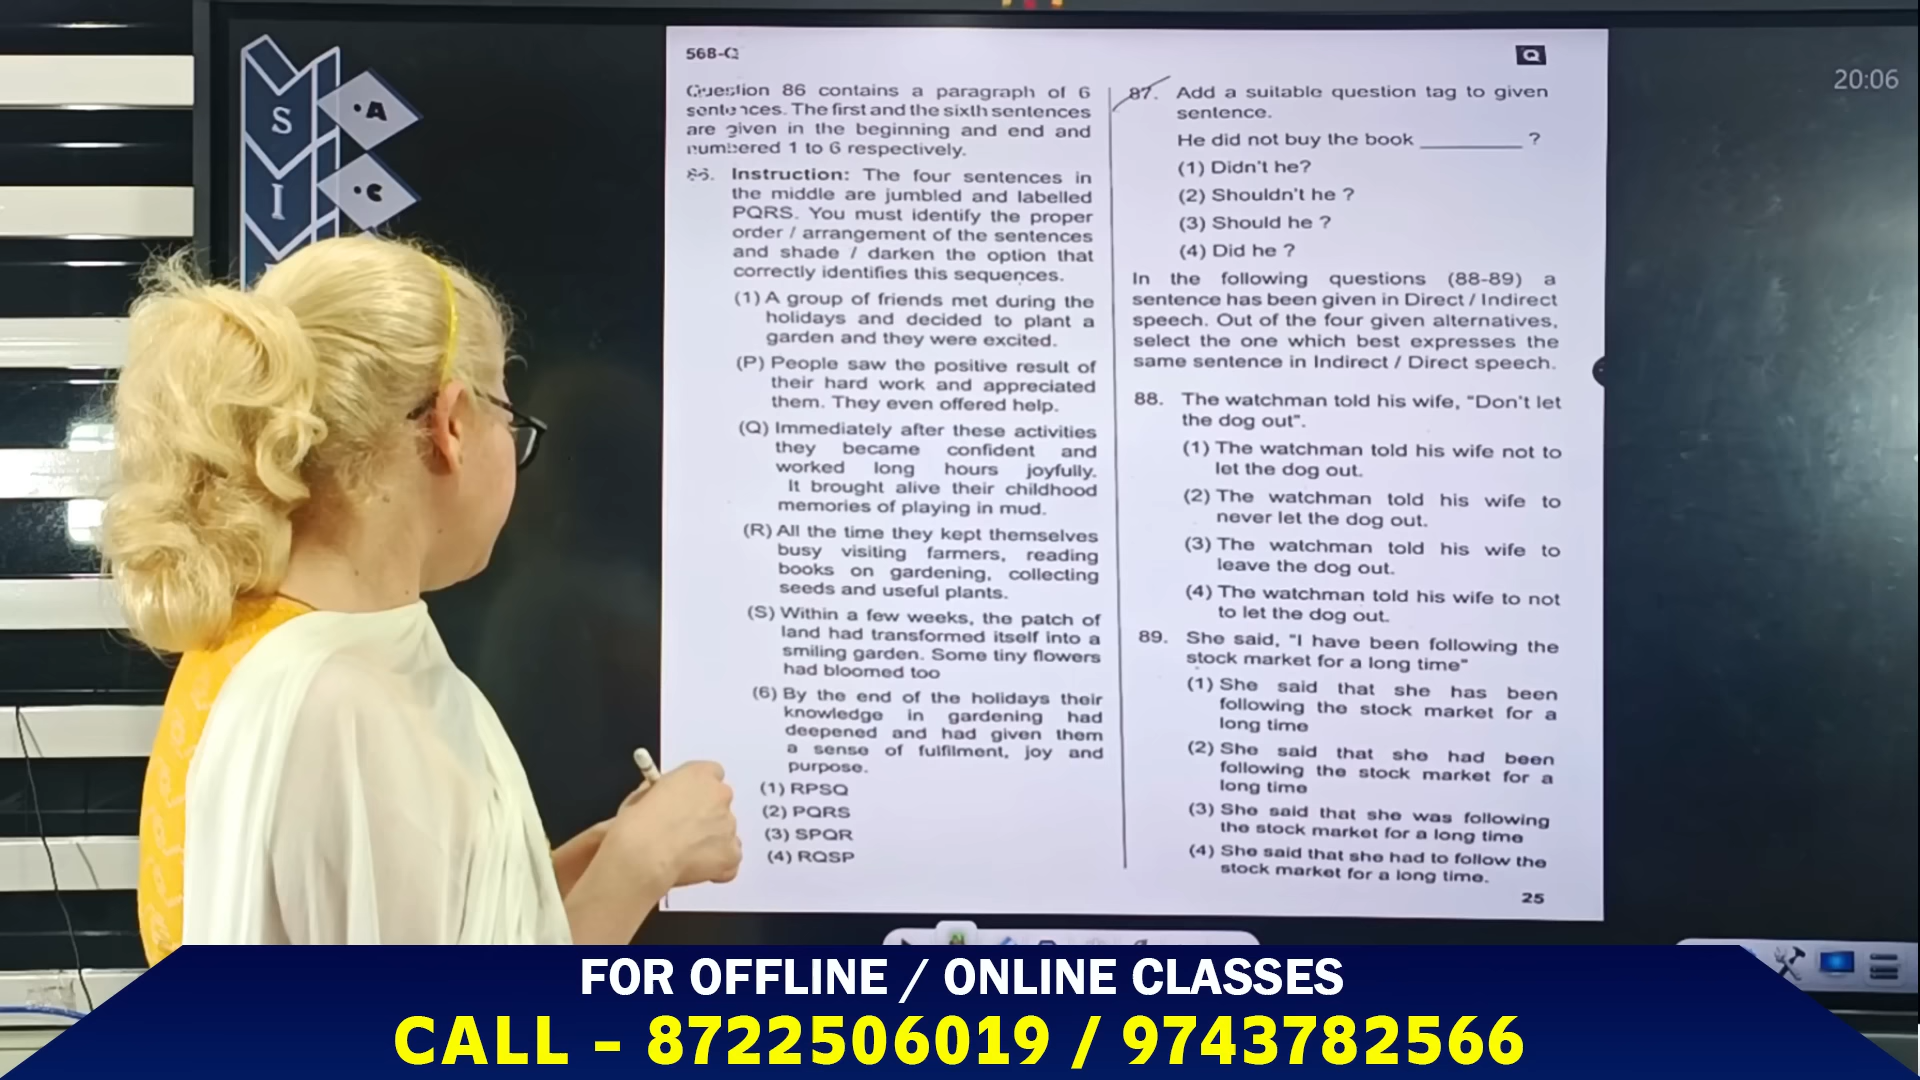 S
I
•A
•C
20:06
568-Q
Q
Question 86 contains a paragraph of 6
sentences. The first and the sixth sentences
are given in the beginning and end and
numbered 1 to 6 respectively.
86. Instruction: The four sentences in
the middle are jumbled and labelled
PQRS. You must identify the proper
order / arrangement of the sentences
and shade / darken the option that
correctly identifies this sequences.
(1) A group of friends met during the
holidays and decided to plant a
garden and they were excited.
(P) People saw the positive result of
their hard work and appreciated
them. They even offered help.
(Q) Immediately after these activities
they became confident and
worked long hours joyfully.
It brought alive their childhood
memories of playing in mud.
(R) All the time they kept themselves
busy visiting farmers, reading
books on gardening, collecting
seeds and useful plants.
(S) Within a few weeks, the patch of
land had transformed itself into a
smiling garden. Some tiny flowers
had bloomed too
(6) By the end of the holidays their
knowledge in gardening had
deepened and had given them
a sense of fulfilment, joy and
purpose.
(1) RPSQ
(2) PQRS
(3) SPQR
(4) RQSP
87. Add a suitable question tag to given
sentence.
He did not buy the book ________ ?
(1) Didn't he?
(2) Shouldn't he ?
(3) Should he ?
(4) Did he ?
In the following questions (88-89) a
sentence has been given in Direct / Indirect
speech. Out of the four given alternatives,
select the one which best expresses the
same sentence in Indirect / Direct speech.
88. The watchman told his wife, "Don't let
the dog out".
(1) The watchman told his wife not to
let the dog out.
(2) The watchman told his wife to
never let the dog out.
(3) The watchman told his wife to
leave the dog out.
(4) The watchman told his wife to not
to let the dog out.
89. She said, "I have been following the
stock market for a long time"
(1) She said that she has been
following the stock market for a
long time
(2) She said that she had been
following the stock market for a
long time
(3) She said that she was following
the stock market for a long time
(4) She said that she had to follow the
stock market for a long time.
25
FOR OFFLINE / ONLINE CLASSES
CALL - 8722506019 / 9743782566